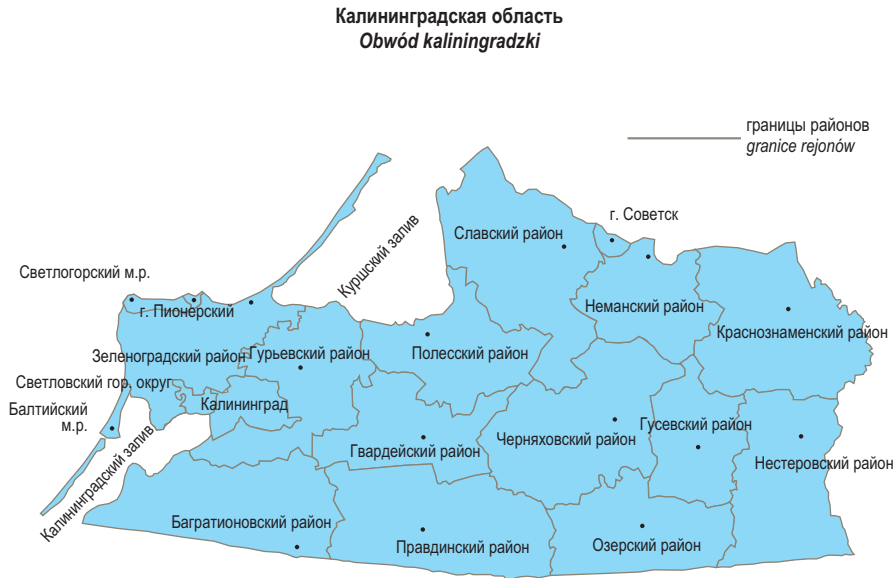 Калининградская область
Obwód kaliningradzki
границы районов
granice rejonów
г. Советск
Славский район
Куршский залив
Светлогорский м.р.
г. Пионерский
Неманский район
Краснознаменский район
Зеленоградский район
Гурьевский район
Полесский район
Светловский гор. округ
Калининград
Балтийский
м.р.
Гусевский район
Черняховский район
Гвардейский район
Нестеровский район
Калининградский залив
Багратионовский район
Правдинский район
Озерский район